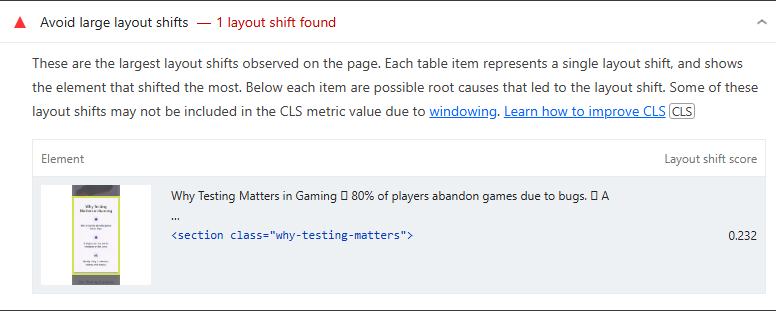 Avoid large layout shifts — 1 layout shift found
These are the largest layout shifts observed on the page. Each table item represents a single layout shift, and shows
the element that shifted the most. Below each item are possible root causes that led to the layout shift. Some of these
layout shifts may not be included in the CLS metric value due to windowing. Learn how to improve CLS CLS
Element Layout shift score
Why Testing
Matters in Gaming
Why Testing Matters in Gaming ▯ 80% of players abandon games due to bugs. ▯ A
...
<section class="why-testing-matters"> 0.232